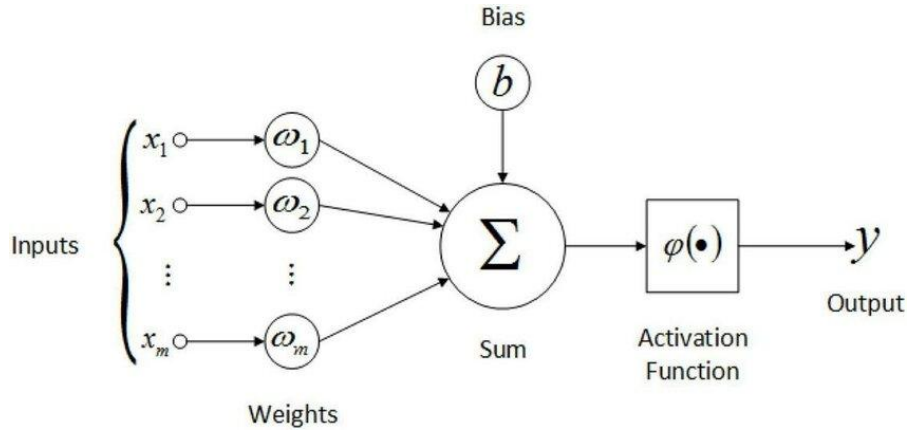 Bias
b
x₁ ω₁
x₂ ω₂
Inputs
⋮ ⋮
Σ
φ(•)
y
Output
xₘ ωₘ
Sum
Activation
Function
Weights